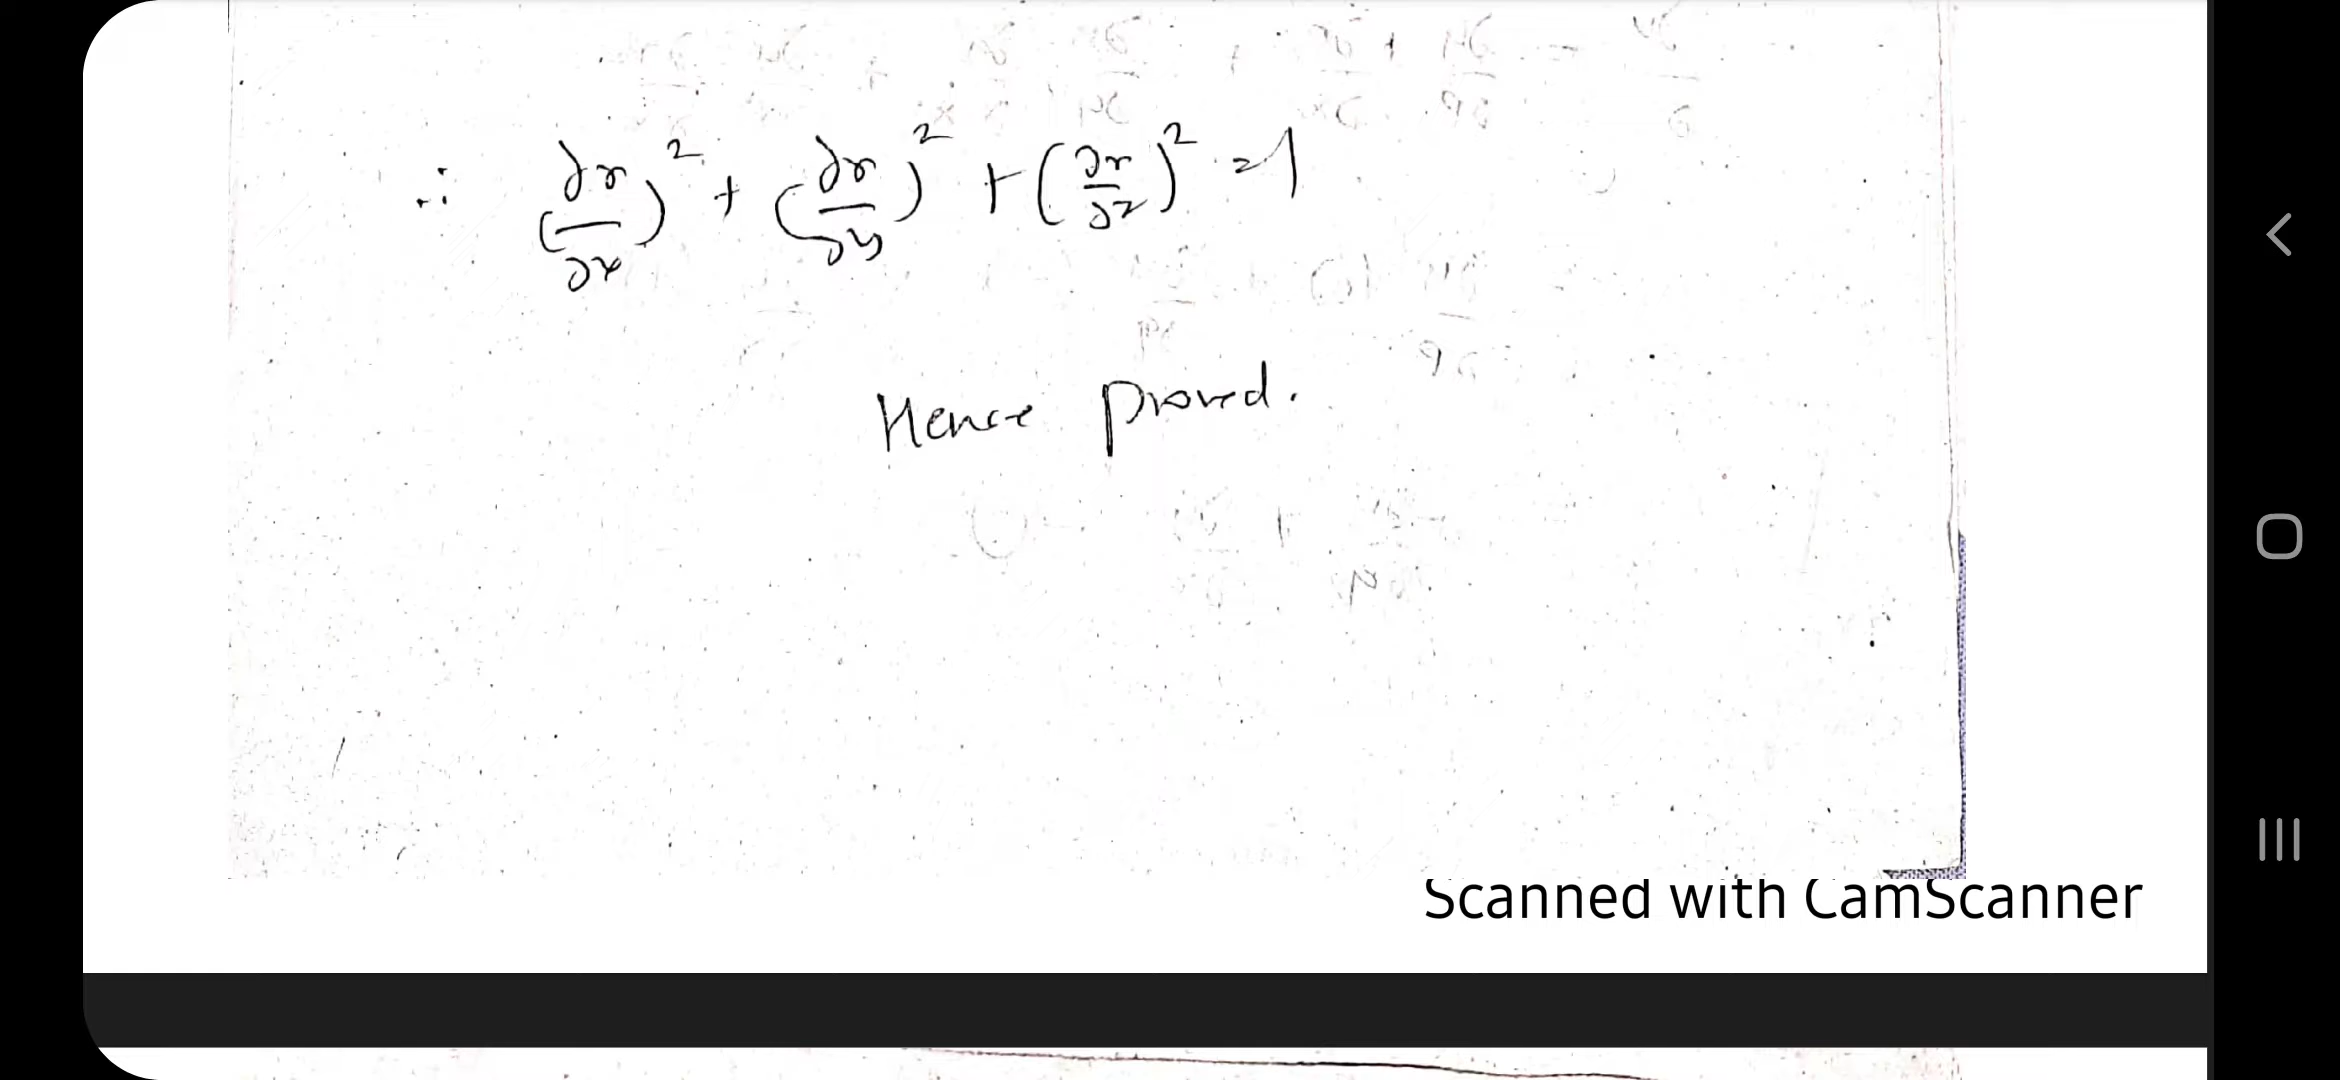 ∴ (∂r/∂x)² + (∂r/∂y)² + (∂r/∂z)² = 1
Hence proved.
Scanned with CamScanner